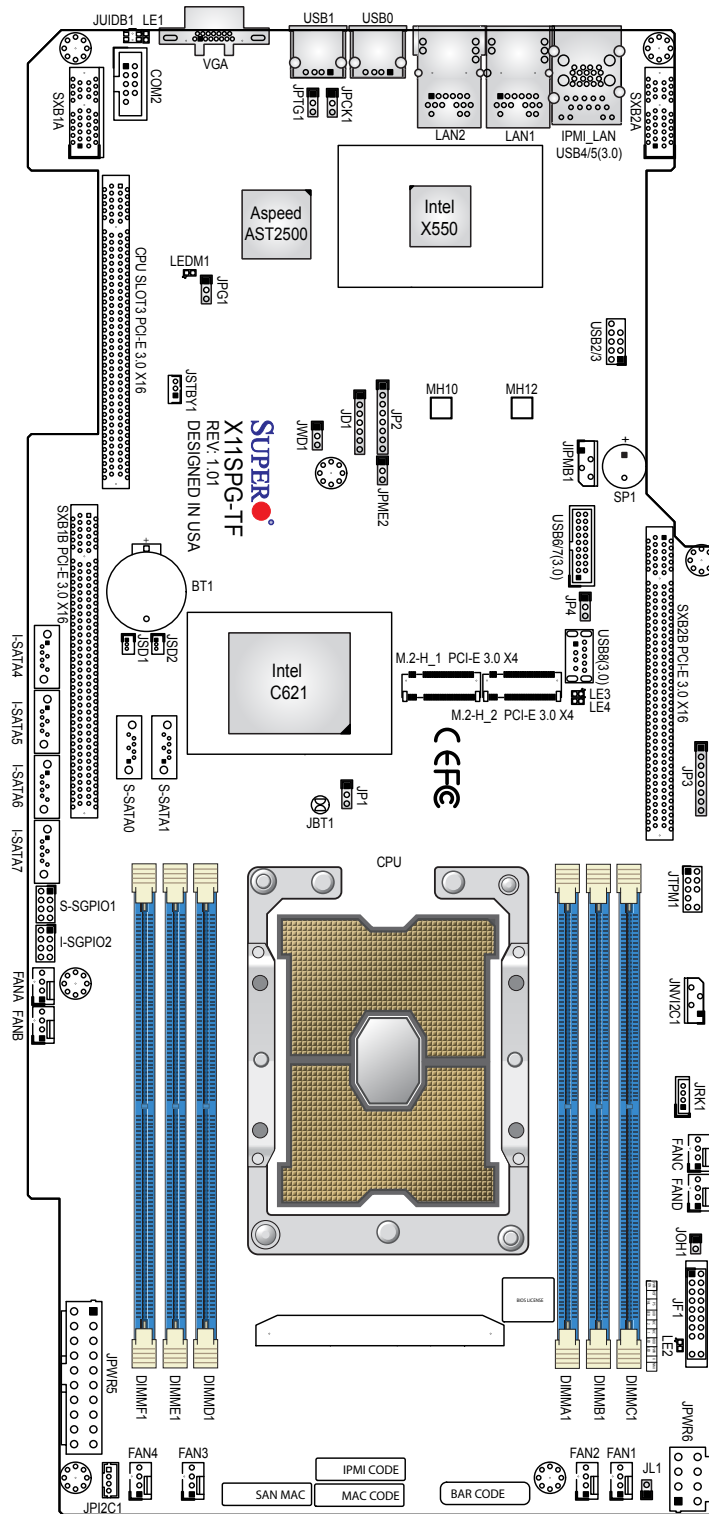 JUIDB1
LE1
VGA
USB1
USB0
COM2
SXB1A
JPTG1
JPCK1
LAN2
LAN1
IPMI_LAN
USB4/5(3.0)
SXB2A
Aspeed
AST2500
Intel
X550
CPU SLOT3 PCI-E 3.0 X16
LEDM1
JPG1
USB2/3
JSTBY1
MH10
MH12
JD1
JP2
JWD1
JPME2
SUPER
X11SPG-TF
REV: 1.01
DESIGNED IN USA
JIPMB1
+
SP1
SXB1B PCI-E 3.0 X16
USB6/7(3.0)
+
BT1
JP4
SXB2B PCI-E 3.0 X16
I-SATA4
JSD1
JSD2
USB8(3.0)
Intel
C621
M.2-H_1 PCI-E 3.0 X4
LE3
LE4
M.2-H_2 PCI-E 3.0 X4
I-SATA5
CE FC
JP3
I-SATA6
S-SATA0
S-SATA1
JP1
JBT1
I-SATA7
CPU
JTPM1
S-SGPIO1
I-SGPIO2
FANA
FANB
JNVI2C1
JRK1
FANC
FAND
JOH1
BIOS LICENSE
JF1
LE2
JPWR5
DIMMF1
DIMME1
DIMMD1
DIMMA1
DIMMB1
DIMMC1
JPWR6
FAN4
FAN3
FAN2
FAN1
JL1
IPMI CODE
SAN MAC
MAC CODE
BAR CODE
JPI2C1